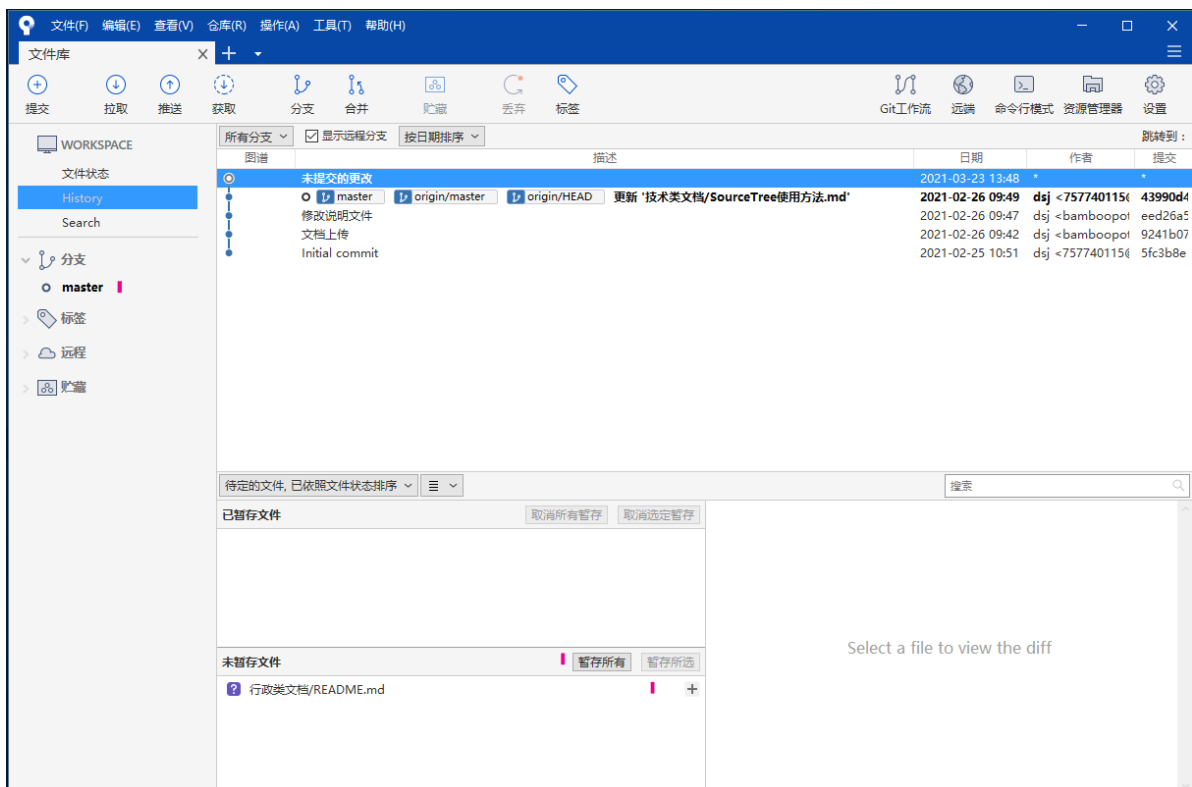 文件(F) 编辑(E) 查看(V) 仓库(R) 操作(A) 工具(T) 帮助(H)
文件库
提交 拉取 推送 获取 分支 合并 贮藏 丢弃 标签 Git工作流 远端 命令行模式 资源管理器 设置
WORKSPACE
文件状态
History
Search
分支
master
标签
远程
贮藏
所有分支 显示远程分支 按日期排序 跳转到：
图谱 描述 日期 作者 提交
未提交的更改 2021-03-23 13:48 * *
master origin/master origin/HEAD 更新 '技术类文档/SourceTree使用方法.md' 2021-02-26 09:49 dsj <757740115@ 43990d4
修改说明文件 2021-02-26 09:47 dsj <bamboopot eed26a5
文档上传 2021-02-26 09:42 dsj <bamboopot 9241b07
Initial commit 2021-02-25 10:51 dsj <757740115@ 5fc3b8e
待定的文件, 已依照文件状态排序 搜索
已暂存文件 取消所有暂存 取消选定暂存
Select a file to view the diff
未暂存文件 暂存所有 暂存所选
行政类文档/README.md